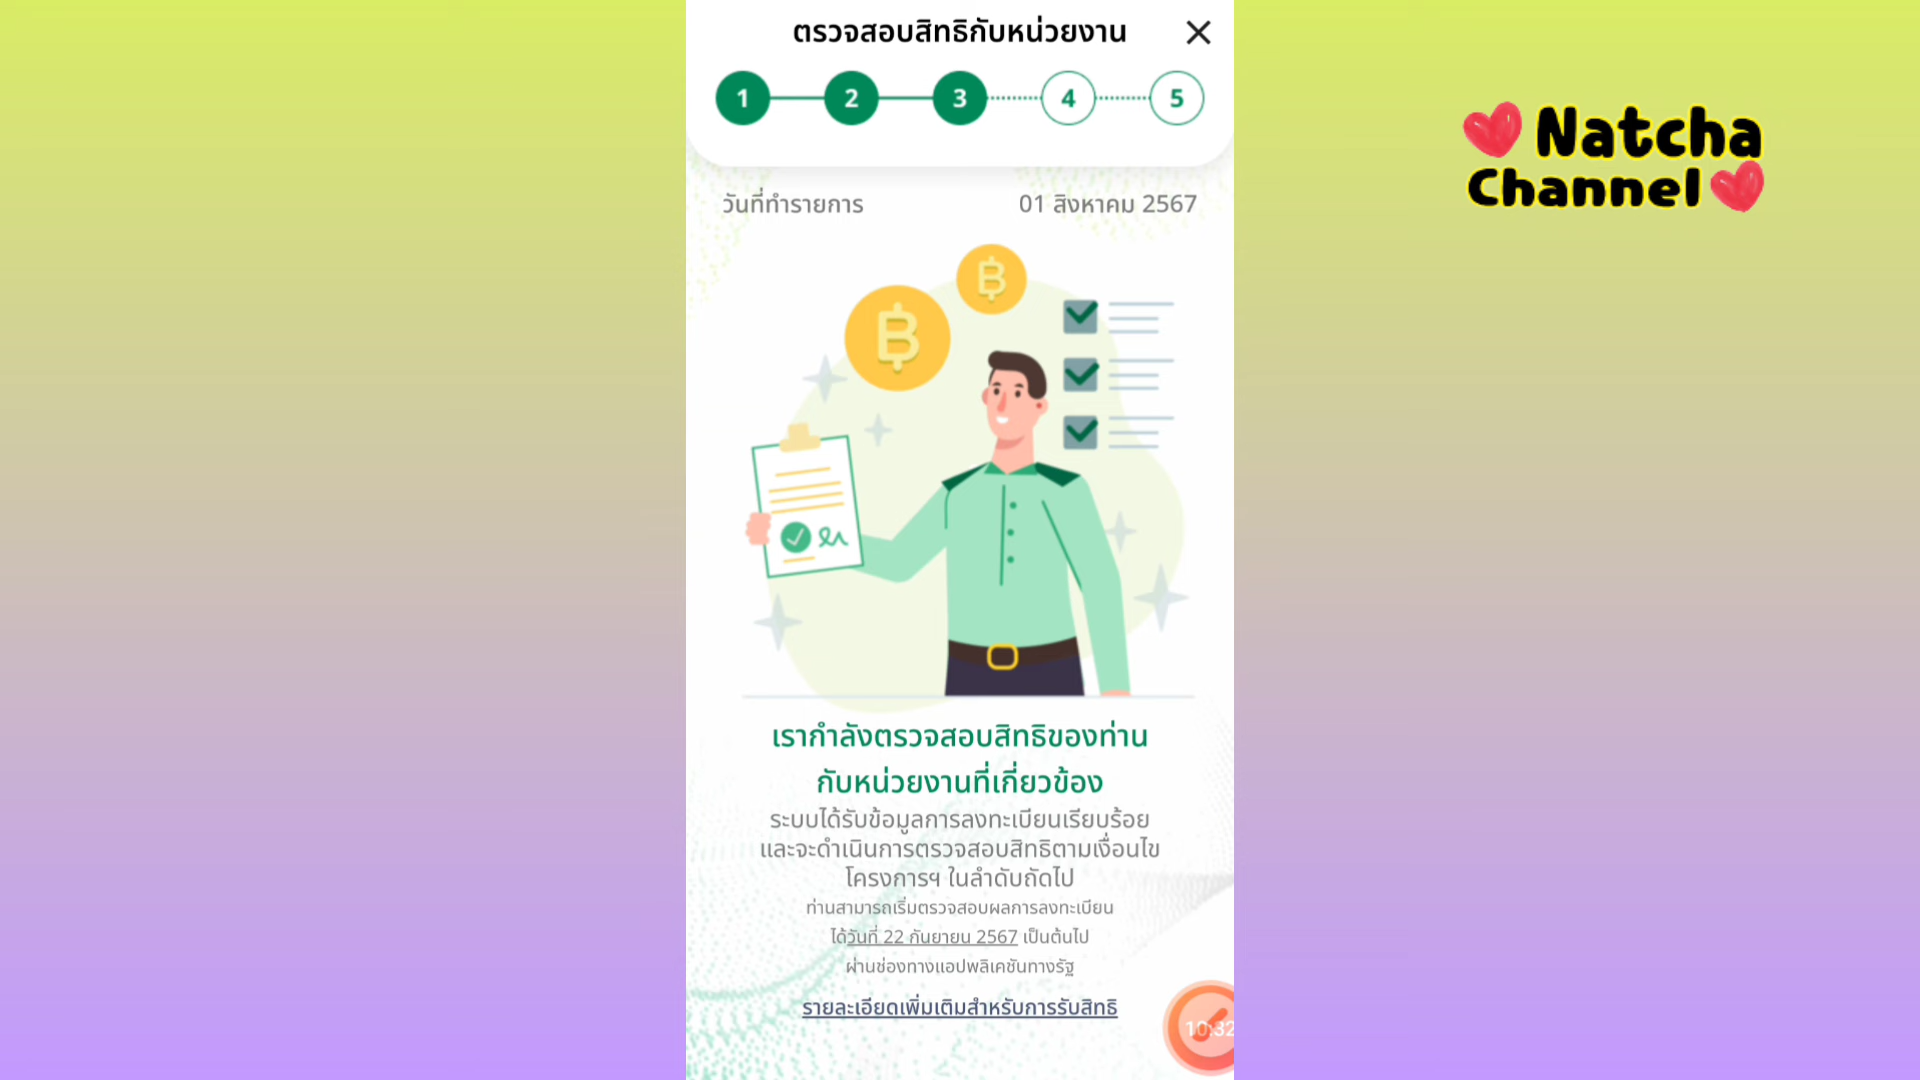 ตรวจสอบสิทธิกับหน่วยงาน
1 2 3 4 5
วันที่ทำรายการ 01 สิงหาคม 2567
เรากำลังตรวจสอบสิทธิของท่าน
กับหน่วยงานที่เกี่ยวข้อง
ระบบได้รับข้อมูลการลงทะเบียนเรียบร้อย
และจะดำเนินการตรวจสอบสิทธิตามเงื่อนไข
โครงการฯ ในลำดับถัดไป
ท่านสามารถเริ่มตรวจสอบผลการลงทะเบียน
ได้วันที่ 22 กันยายน 2567 เป็นต้นไป
ผ่านช่องทางแอปพลิเคชันทางรัฐ
รายละเอียดเพิ่มเติมสำหรับการรับสิทธิ
10:32
Natcha
Channel